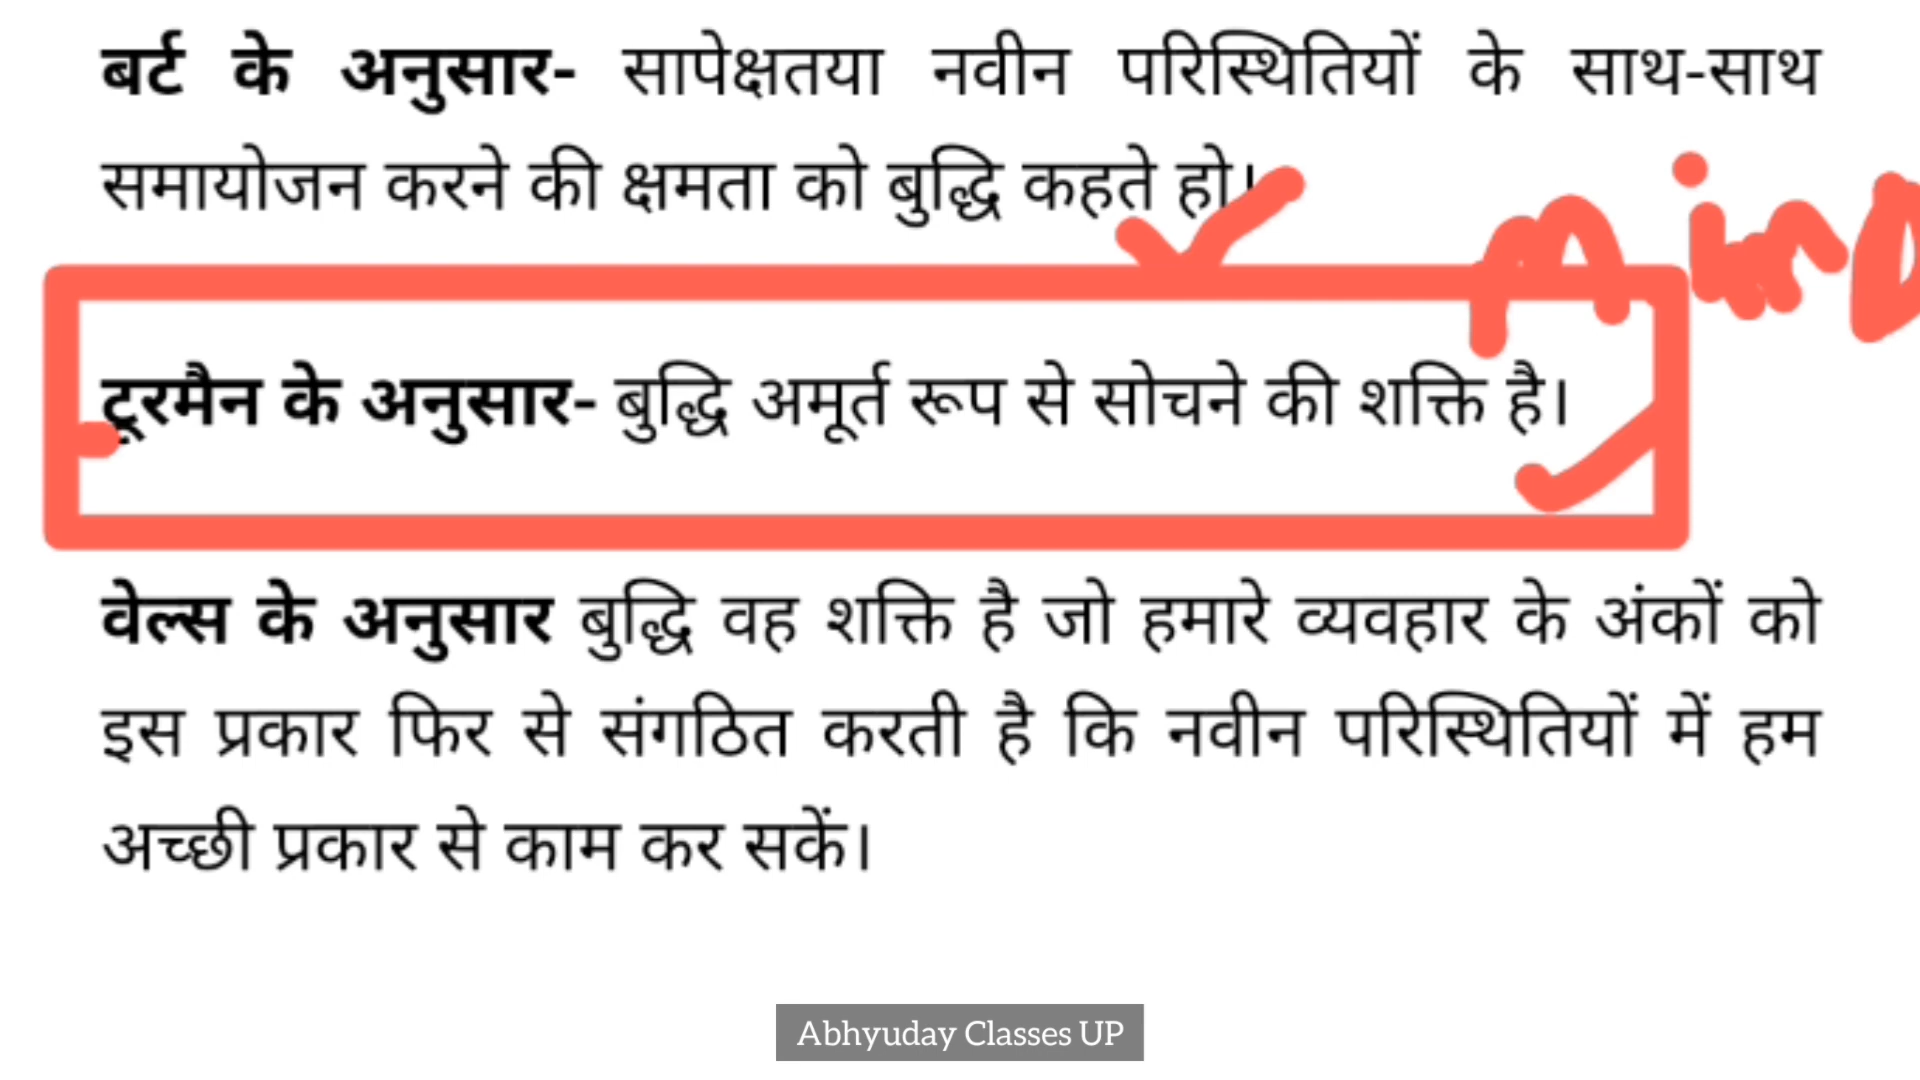 बर्ट के अनुसार- सापेक्षतया नवीन परिस्थितियों के साथ-साथ
समायोजन करने की क्षमता को बुद्धि कहते हो।
minD
टूरमैन के अनुसार- बुद्धि अमूर्त रूप से सोचने की शक्ति है।
वेल्स के अनुसार बुद्धि वह शक्ति है जो हमारे व्यवहार के अंकों को
इस प्रकार फिर से संगठित करती है कि नवीन परिस्थितियों में हम
अच्छी प्रकार से काम कर सकें।
Abhyuday Classes UP